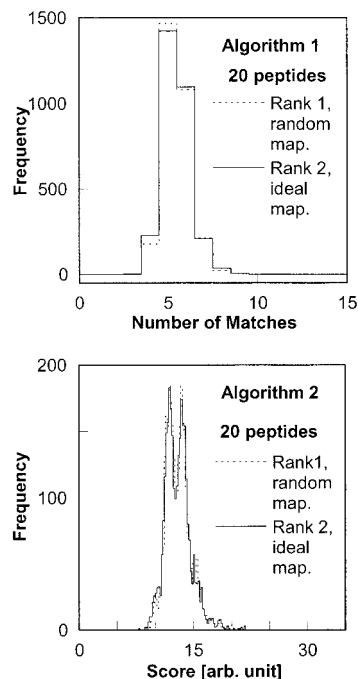 1500
1000
500
0
Frequency
Algorithm 1
20 peptides
Rank 1,
random
map.
Rank 2,
ideal
map.
0 5 10 15
Number of Matches
200
100
0
Frequency
Algorithm 2
20 peptides
Rank1,
random
map.
Rank 2,
ideal
map.
0 15 30
Score [arb. unit]